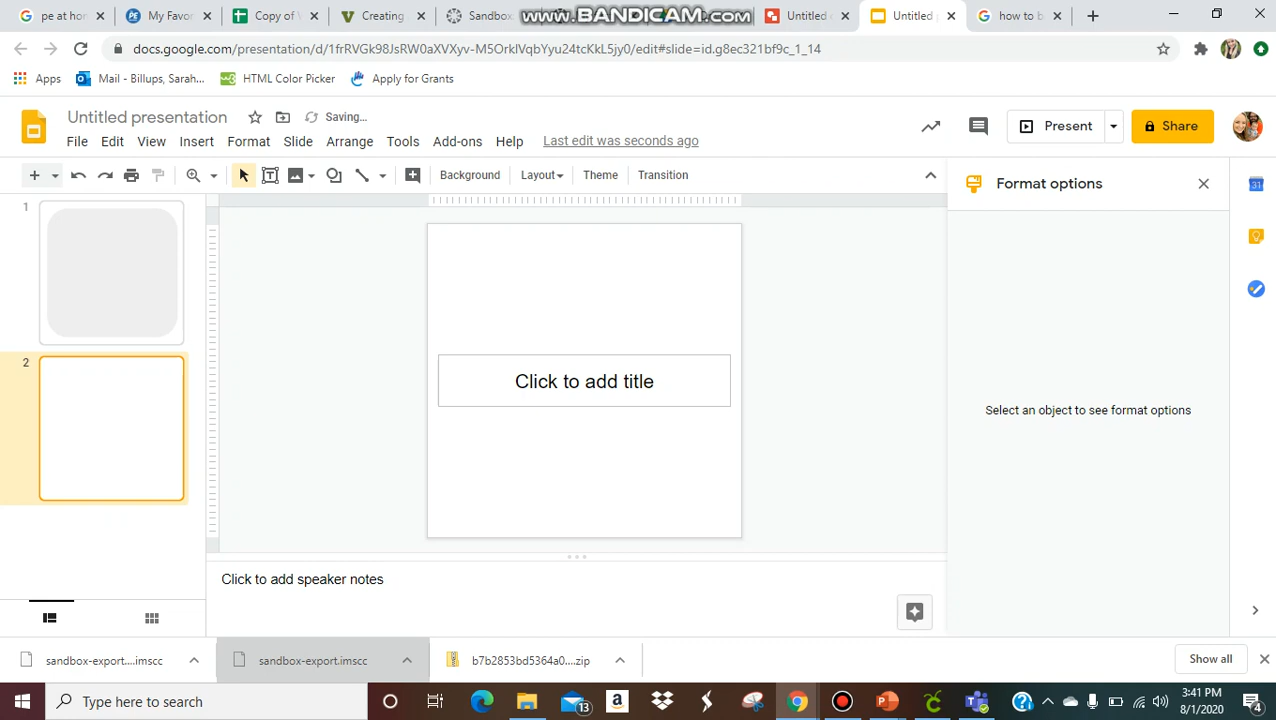 pe at hor
My Favo
Copy of V
Creating
Sandbox
www.BANDICAM.com
Untitled
Untitled p
how to b
docs.google.com/presentation/d/1frRVGk98JsRW0aXVXyv-M5OrkIVqbYyu24tcKkL5jy0/edit#slide=id.g8ec321bf9c_1_14
Apps
Mail - Billups, Sarah...
HTML Color Picker
Apply for Grants
Untitled presentation
Saving...
File Edit View Insert Format Slide Arrange Tools Add-ons Help
Last edit was seconds ago
Present
Share
Background Layout Theme Transition
Format options
1
2
Click to add title
Select an object to see format options
Click to add speaker notes
sandbox-export....imscc
sandbox-export.imscc
b7b2853bd5364a0....zip
Show all
Type here to search
13
3:41 PM
8/1/2020
4
31